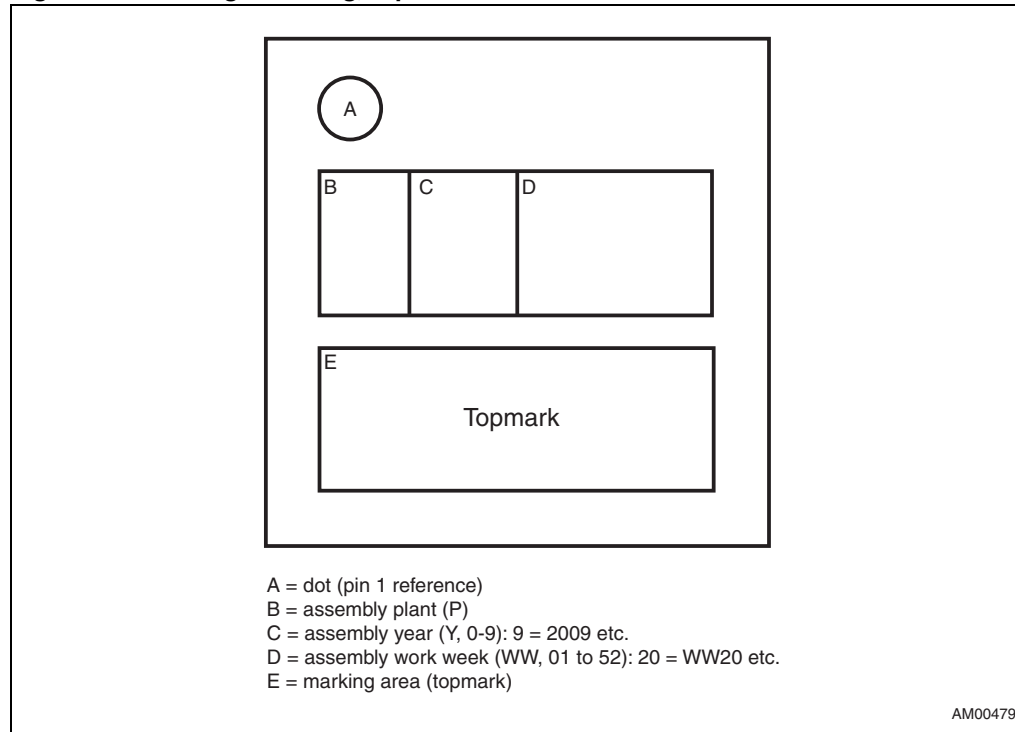 A
B C D
E
Topmark
A = dot (pin 1 reference)
B = assembly plant (P)
C = assembly year (Y, 0-9): 9 = 2009 etc.
D = assembly work week (WW, 01 to 52): 20 = WW20 etc.
E = marking area (topmark)
AM00479